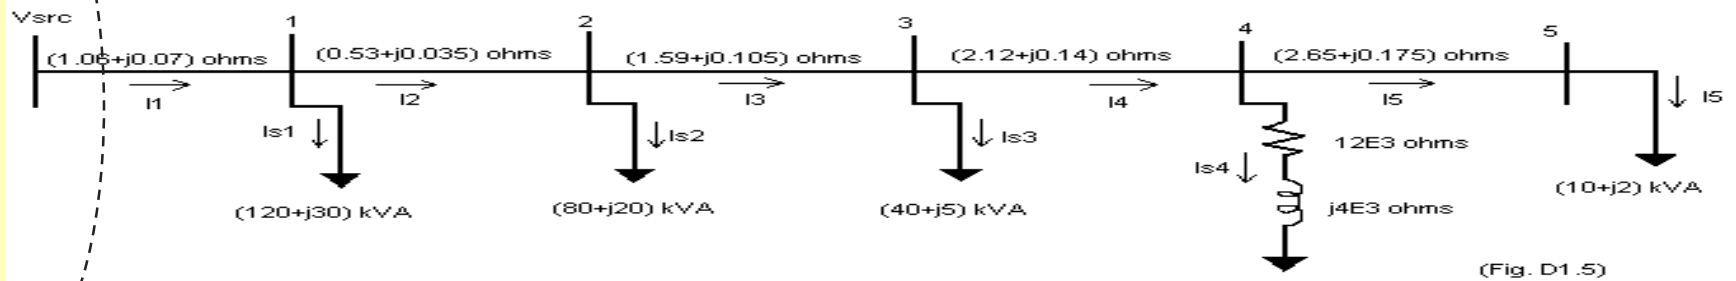 Vsrc
1
2
3
4
5
(1.06+j0.07) ohms
(0.53+j0.035) ohms
(1.59+j0.105) ohms
(2.12+j0.14) ohms
(2.65+j0.175) ohms
I1
I2
I3
I4
I5
I5
Is1
Is2
Is3
Is4
12E3 ohms
j4E3 ohms
(120+j30) kVA
(80+j20) kVA
(40+j5) kVA
(10+j2) kVA
(Fig. D1.5)